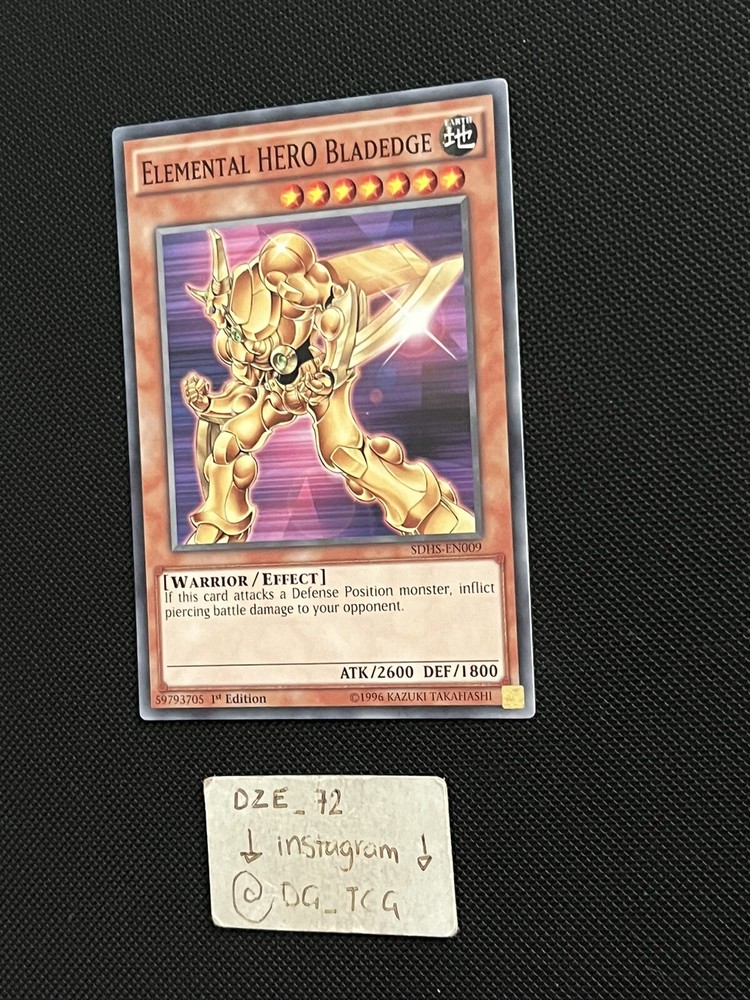 ELEMENTAL HERO BLADEDGE
EARTH
地
SDHS-EN009
[WARRIOR/EFFECT]
If this card attacks a Defense Position monster, inflict
piercing battle damage to your opponent.
ATK/2600 DEF/1800
59793705 1st Edition ©1996 KAZUKI TAKAHASHI
DZE_72
↓ instagram ↓
@DG_TCG